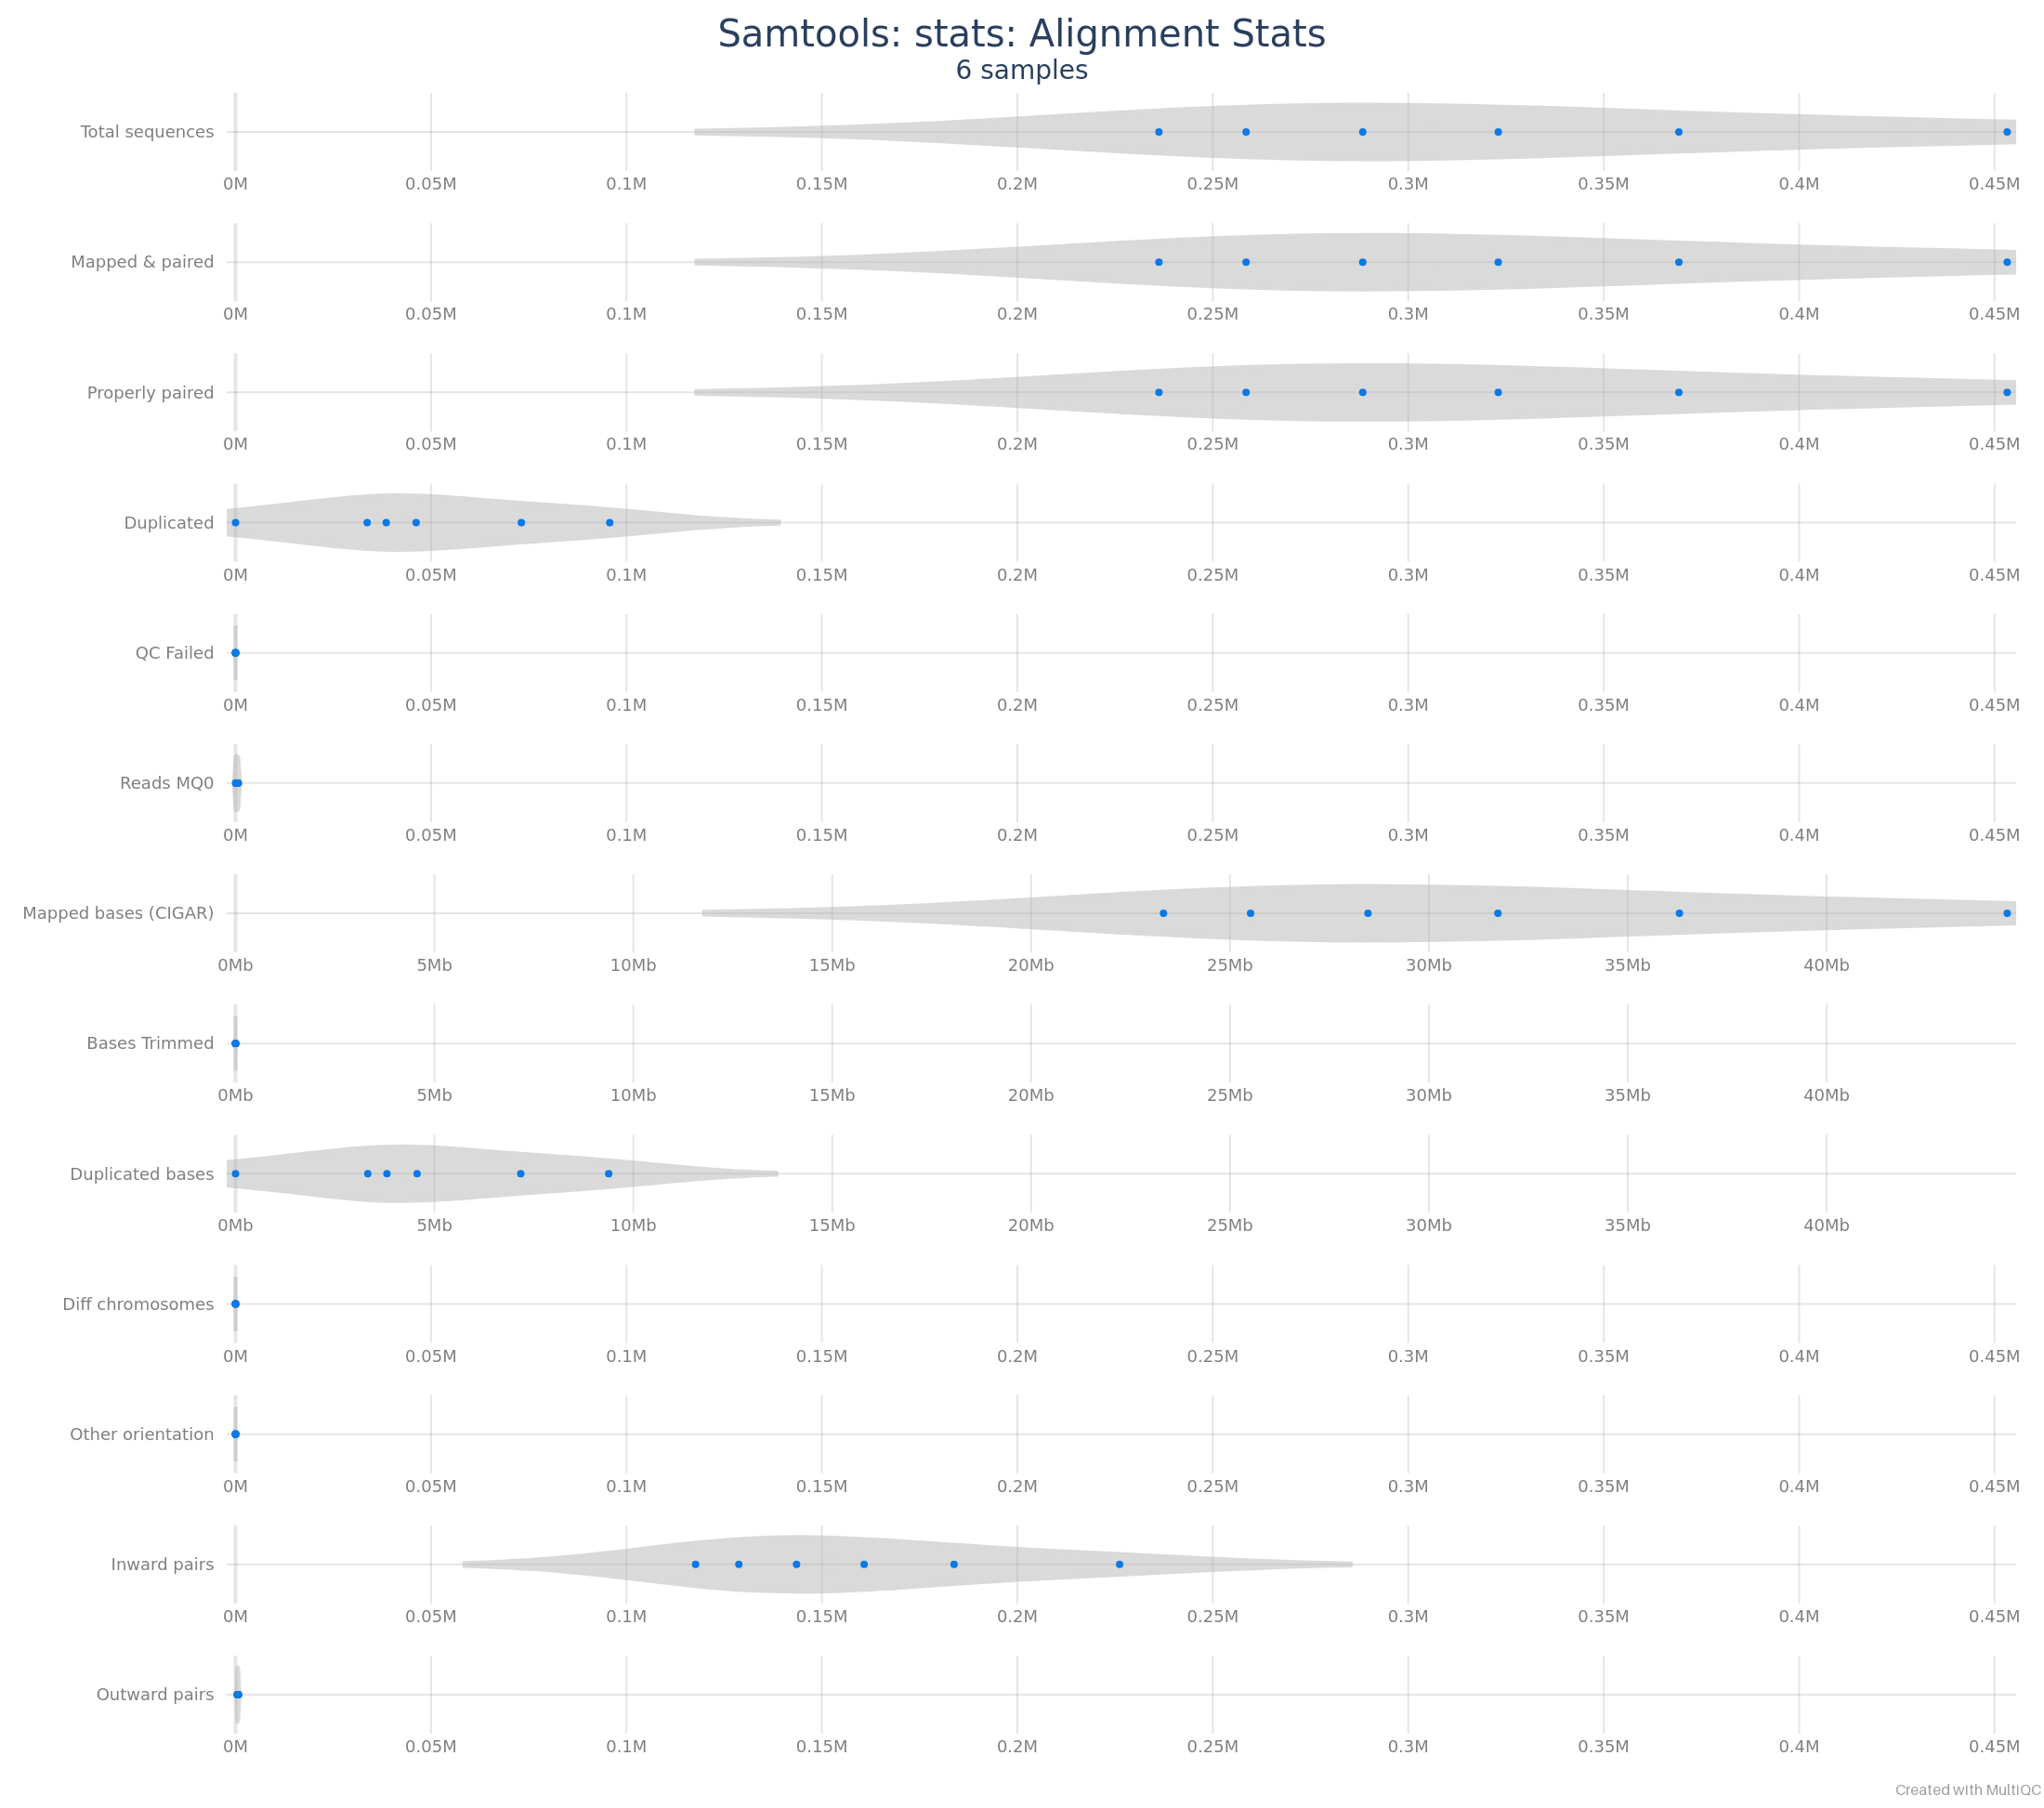 Samtools: stats: Alignment Stats
6 samples
Total sequences
0M 0.05M 0.1M 0.15M 0.2M 0.25M 0.3M 0.35M 0.4M 0.45M
Mapped & paired
0M 0.05M 0.1M 0.15M 0.2M 0.25M 0.3M 0.35M 0.4M 0.45M
Properly paired
0M 0.05M 0.1M 0.15M 0.2M 0.25M 0.3M 0.35M 0.4M 0.45M
Duplicated
0M 0.05M 0.1M 0.15M 0.2M 0.25M 0.3M 0.35M 0.4M 0.45M
QC Failed
0M 0.05M 0.1M 0.15M 0.2M 0.25M 0.3M 0.35M 0.4M 0.45M
Reads MQ0
0M 0.05M 0.1M 0.15M 0.2M 0.25M 0.3M 0.35M 0.4M 0.45M
Mapped bases (CIGAR)
0Mb 5Mb 10Mb 15Mb 20Mb 25Mb 30Mb 35Mb 40Mb
Bases Trimmed
0Mb 5Mb 10Mb 15Mb 20Mb 25Mb 30Mb 35Mb 40Mb
Duplicated bases
0Mb 5Mb 10Mb 15Mb 20Mb 25Mb 30Mb 35Mb 40Mb
Diff chromosomes
0M 0.05M 0.1M 0.15M 0.2M 0.25M 0.3M 0.35M 0.4M 0.45M
Other orientation
0M 0.05M 0.1M 0.15M 0.2M 0.25M 0.3M 0.35M 0.4M 0.45M
Inward pairs
0M 0.05M 0.1M 0.15M 0.2M 0.25M 0.3M 0.35M 0.4M 0.45M
Outward pairs
0M 0.05M 0.1M 0.15M 0.2M 0.25M 0.3M 0.35M 0.4M 0.45M
Created with MultiQC